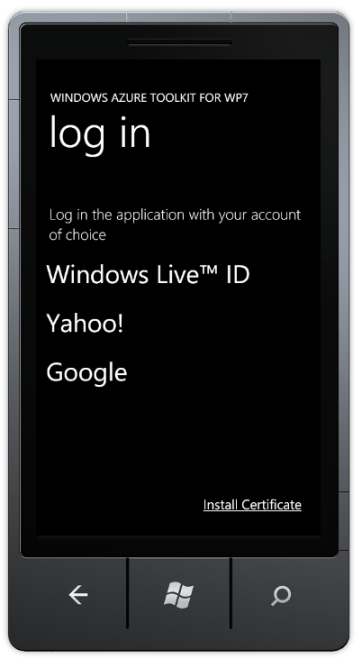 WINDOWS AZURE TOOLKIT FOR WP7
log in
Log in the application with your account
of choice
Windows Live™ ID
Yahoo!
Google
Install Certificate